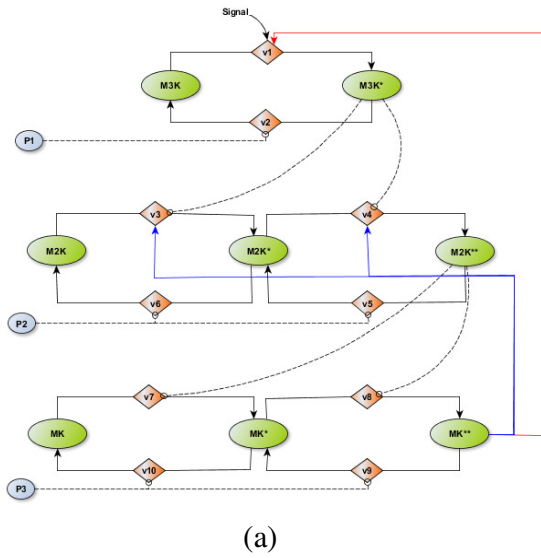 Signal
v1
M3K M3K*
v2
P1
v3 v4
M2K M2K* M2K**
v6 v5
P2
v7 v8
MK MK* MK**
v10 v9
P3
(a)